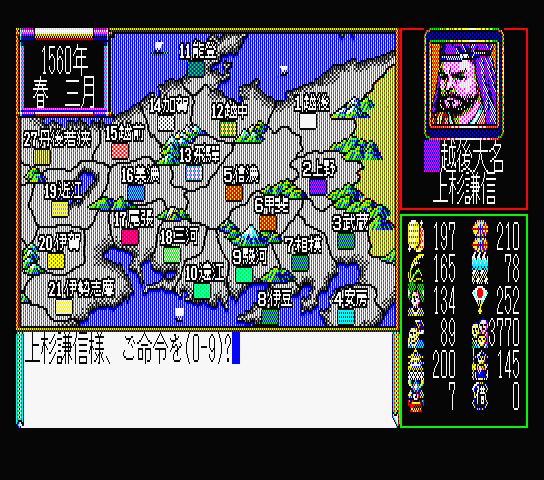 1560年
春 三月
11能登
14加賀
12越中
1越後
27丹後若狭
15越前
13飛騨
16美濃
5信濃
2上野
19近江
6甲斐
17尾張
18三河
3武蔵
20伊賀
9駿河
7相模
10遠江
21伊勢志摩
8伊豆
4安房
越後大名
上杉謙信
197 210
165 78
134 252
89 3770
200 145
7 0
上杉謙信様、ご命令を(0-9)?